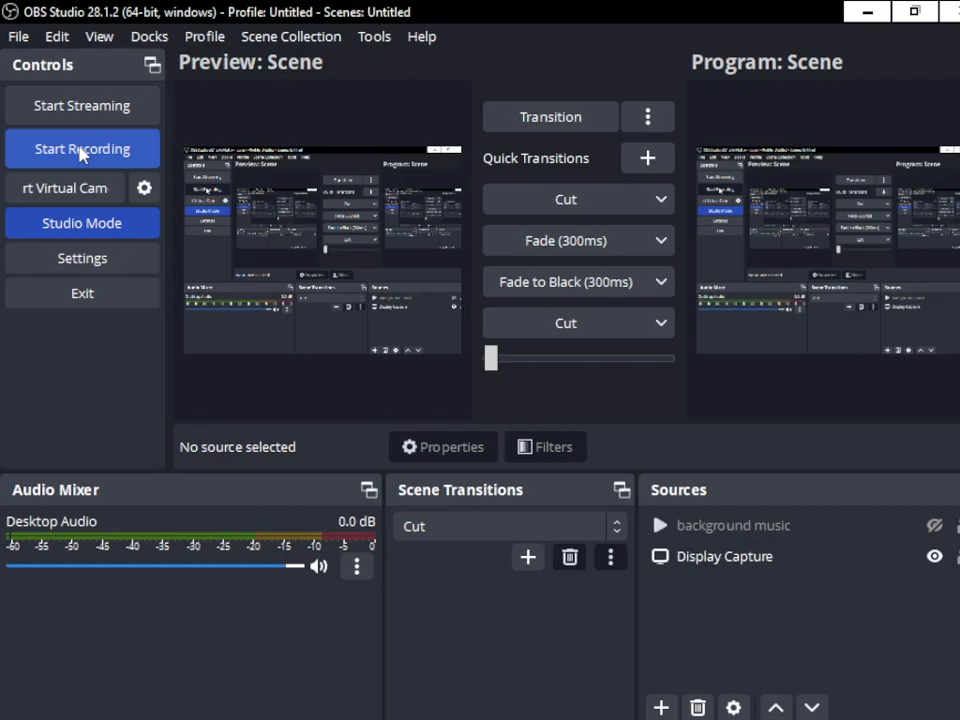 OBS Studio 28.1.2 (64-bit, windows) - Profile: Untitled - Scenes: Untitled
File Edit View Docks Profile Scene Collection Tools Help
Controls
Start Streaming
Start Recording
rt Virtual Cam
Studio Mode
Settings
Exit
Preview: Scene
Transition
Quick Transitions
Cut
Fade (300ms)
Fade to Black (300ms)
Cut
Program: Scene
No source selected
Properties
Filters
Audio Mixer
Desktop Audio 0.0 dB
-60 -55 -50 -45 -40 -35 -30 -25 -20 -15 -10 -5 0
Scene Transitions
Cut
Sources
background music
Display Capture